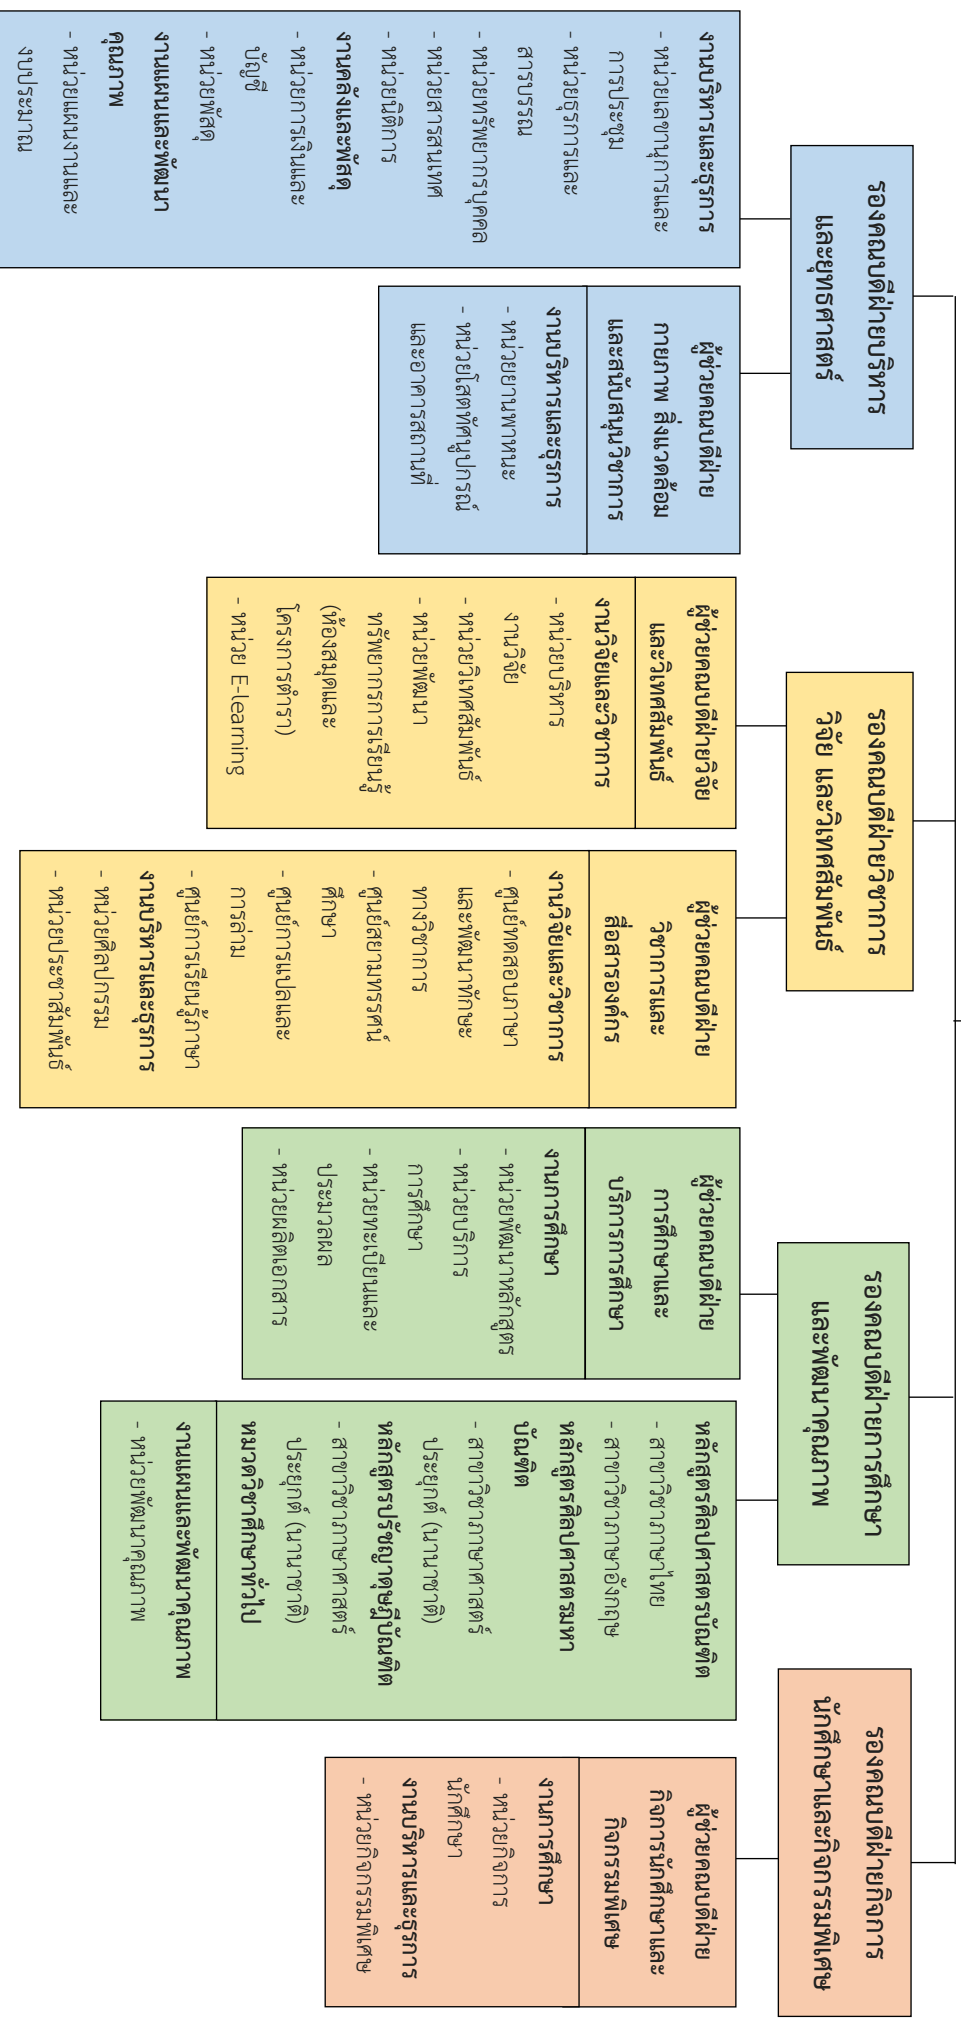 รองคณบดีฝ่ายบริหาร
และยุทธศาสตร์
งานบริหารและธุรการ
- หน่วยเลขานุการและ
การประชุม
- หน่วยธุรการและ
สารบรรณ
- หน่วยทรัพยากรบุคคล
- หน่วยสารสนเทศ
- หน่วยนิติการ
งานคลังและพัสดุ
- หน่วยการเงินและ
บัญชี
- หน่วยพัสดุ
งานแผนและพัฒนา
คุณภาพ
- หน่วยแผนงานและ
งบประมาณ
ผู้ช่วยคณบดีฝ่าย
กายภาพ สิ่งแวดล้อม
และสนับสนุนวิชาการ
งานบริหารและธุรการ
- หน่วยยานพาหนะ
- หน่วยโสตทัศนูปกรณ์
และอาคารสถานที่
รองคณบดีฝ่ายวิชาการ
วิจัย และวิเทศสัมพันธ์
ผู้ช่วยคณบดีฝ่ายวิจัย
และวิเทศสัมพันธ์
งานวิจัยและวิชาการ
- หน่วยบริหาร
งานวิจัย
- หน่วยวิเทศสัมพันธ์
- หน่วยพัฒนา
ทรัพยากรการเรียนรู้
(ห้องสมุดและ
โครงการตำรา)
- หน่วย E-learning
ผู้ช่วยคณบดีฝ่าย
วิชาการและ
สื่อสารองค์กร
งานวิจัยและวิชาการ
- ศูนย์ทดสอบภาษา
และพัฒนาทักษะ
ทางวิชาการ
- ศูนย์สยามทรรศน์
ศึกษา
- ศูนย์การแปลและ
การล่าม
- ศูนย์การเรียนรู้ภาษา
งานบริหารและธุรการ
- หน่วยศิลปกรรม
- หน่วยประชาสัมพันธ์
รองคณบดีฝ่ายการศึกษา
และพัฒนาคุณภาพ
ผู้ช่วยคณบดีฝ่าย
การศึกษาและ
บริการการศึกษา
งานการศึกษา
- หน่วยพัฒนาหลักสูตร
- หน่วยบริการ
การศึกษา
- หน่วยทะเบียนและ
ประมวลผล
- หน่วยผลิตเอกสาร
หลักสูตรศิลปศาสตรบัณฑิต
- สาขาวิชาภาษาไทย
- สาขาวิชาภาษาอังกฤษ
หลักสูตรศิลปศาสตรมหา
บัณฑิต
- สาขาวิชาภาษาศาสตร์
ประยุกต์ (นานาชาติ)
หลักสูตรปรัชญาดุษฎีบัณฑิต
- สาขาวิชาภาษาศาสตร์
ประยุกต์ (นานาชาติ)
หมวดวิชาศึกษาทั่วไป
งานแผนและพัฒนาคุณภาพ
- หน่วยพัฒนาคุณภาพ
รองคณบดีฝ่ายกิจการ
นักศึกษาและกิจกรรมพิเศษ
ผู้ช่วยคณบดีฝ่าย
กิจการนักศึกษาและ
กิจกรรมพิเศษ
งานการศึกษา
- หน่วยกิจการ
นักศึกษา
งานบริหารและธุรการ
- หน่วยกิจกรรมพิเศษ